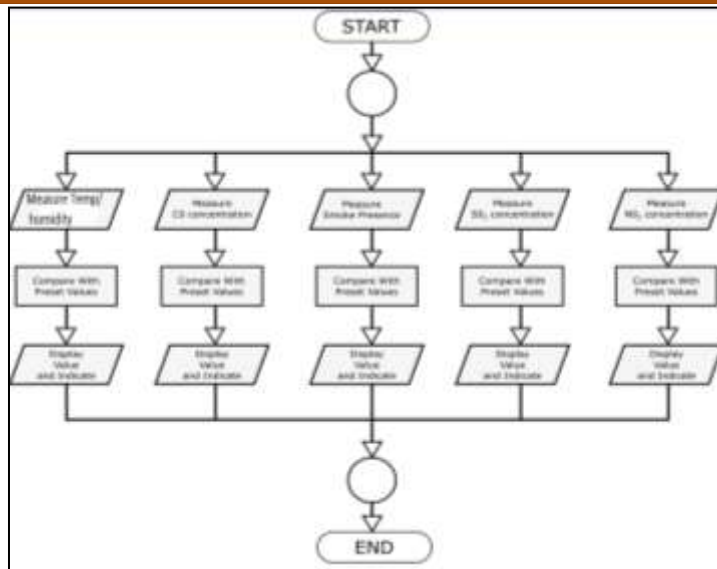 START
Measure Temp/
humidity
Measure
CO concentration
Measure
Smoke Presence
Measure
SO₂ concentration
Measure
NO₂ concentration
Compare With
Preset Values
Compare With
Preset Values
Compare With
Preset Values
Compare With
Preset Values
Compare With
Preset Values
Display
Value
and Indicate
Display
Value
and Indicate
Display
Value
and Indicate
Display
Value
and Indicate
Display
Value
and Indicate
END